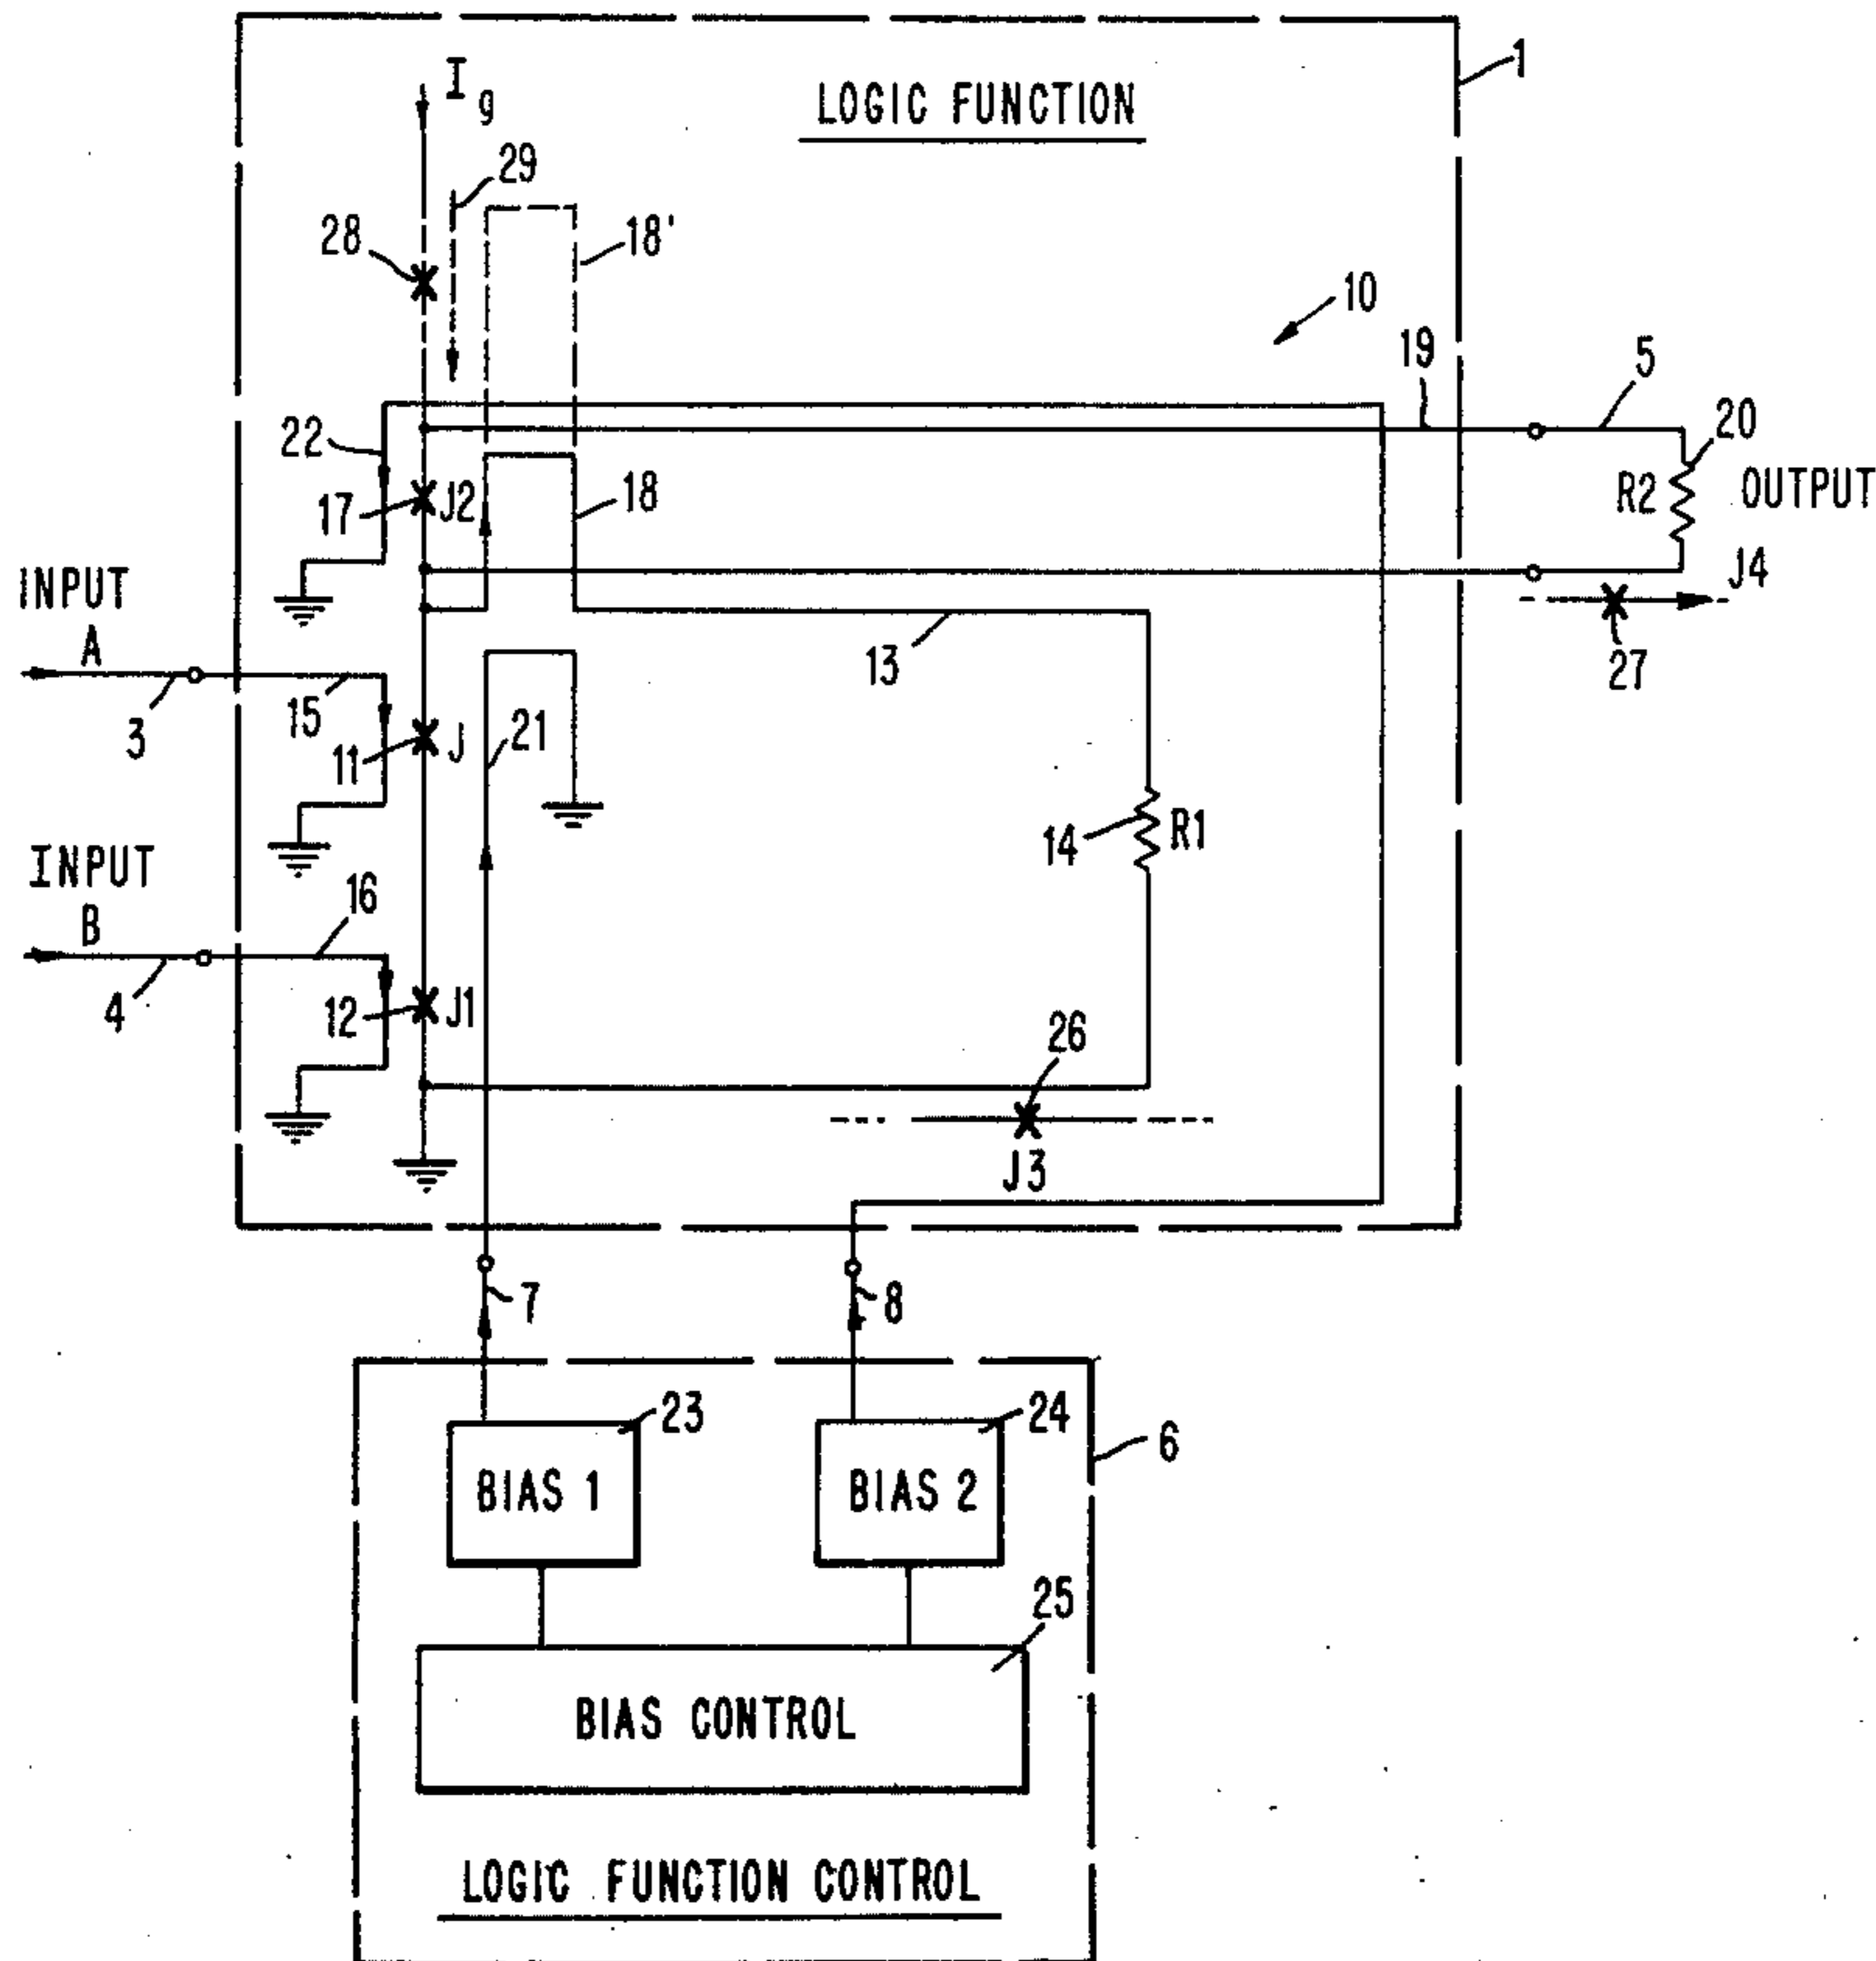 1
I g
LOGIC FUNCTION
29
28
18'
10
19
5
20
22
17
J2
18
R2
OUTPUT
INPUT
A
J4
3
15
13
27
11
J
21
14
R1
INPUT
B
16
4
12
J1
26
J3
7
8
23
24
6
BIAS 1
BIAS 2
25
BIAS CONTROL
LOGIC FUNCTION CONTROL